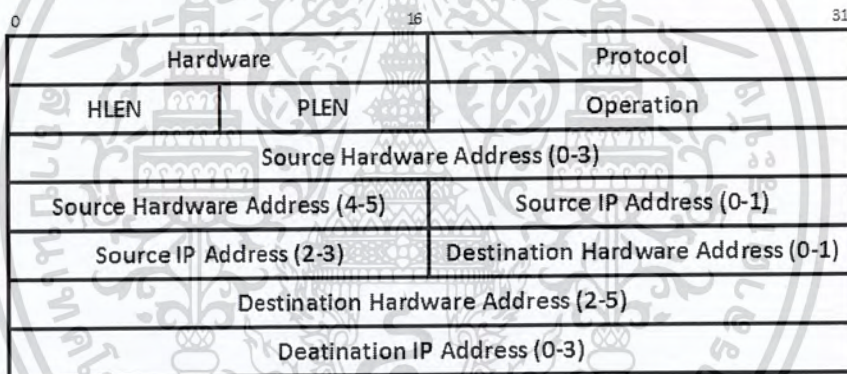 0 16 31
Hardware Protocol
HLEN PLEN Operation
Source Hardware Address (0-3)
Source Hardware Address (4-5) Source IP Address (0-1)
Source IP Address (2-3) Destination Hardware Address (0-1)
Destination Hardware Address (2-5)
Deatination IP Address (0-3)